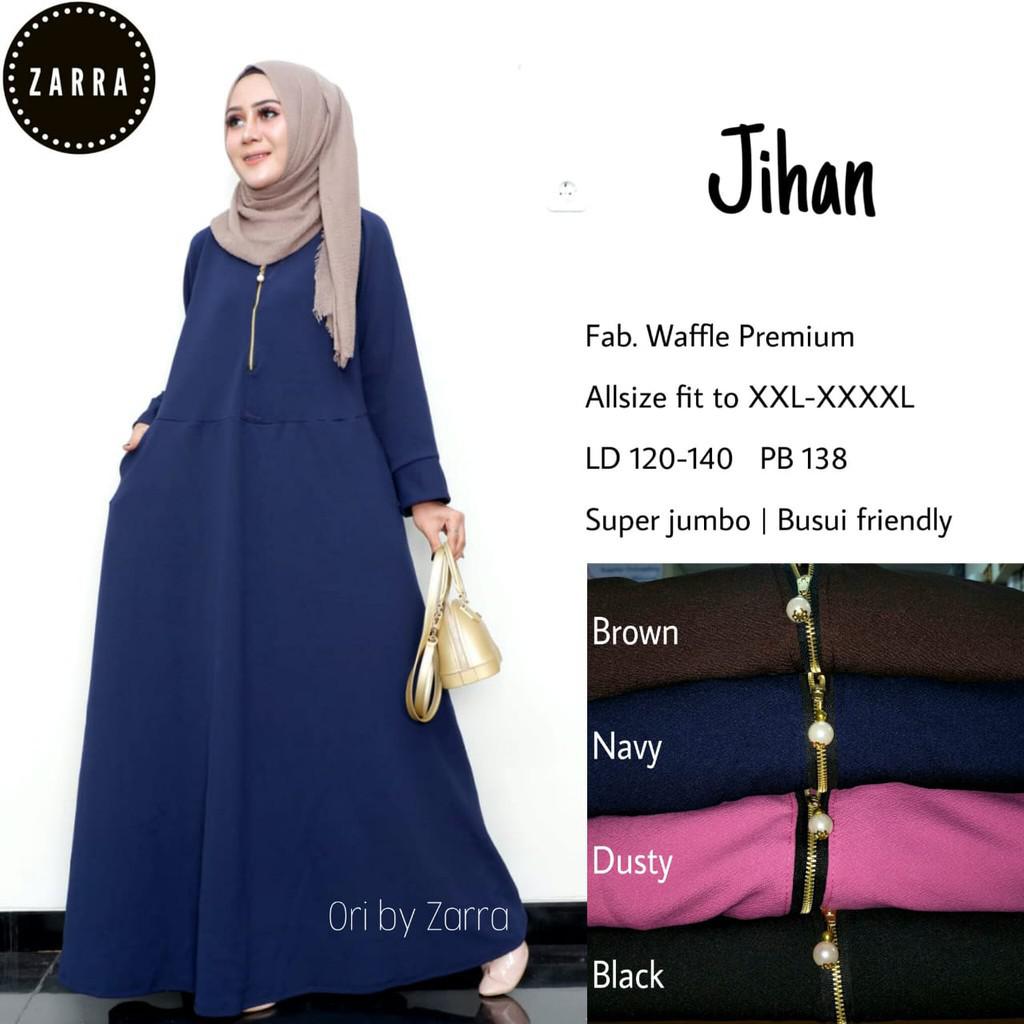 ZARRA
Jihan
Fab. Waffle Premium
Allsize fit to XXL-XXXXL
LD 120-140 PB 138
Super jumbo | Busui friendly
Brown
Navy
Dusty
Black
Ori by Zarra